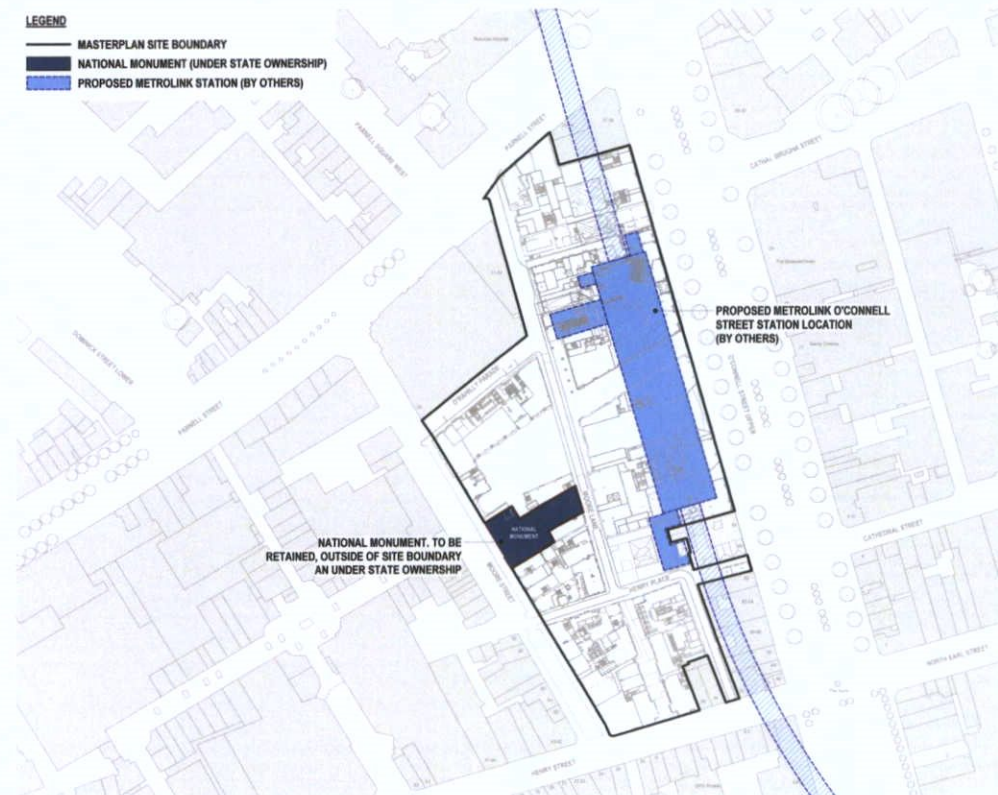 LEGEND
MASTERPLAN SITE BOUNDARY
NATIONAL MONUMENT (UNDER STATE OWNERSHIP)
PROPOSED METROLINK STATION (BY OTHERS)
PARNELL STREET
PARNELL SQUARE WEST
CATHAL BRUGHA STREET
PROPOSED METROLINK O'CONNELL
STREET STATION LOCATION
(BY OTHERS)
DOMINICK STREET LOWER
O'RAHILLY PARADE
O'CONNELL STREET UPPER
PARNELL STREET
MOORE LANE
NATIONAL
MONUMENT
NATIONAL MONUMENT. TO BE
RETAINED, OUTSIDE OF SITE BOUNDARY
AN UNDER STATE OWNERSHIP
CATHEDRAL STREET
MOORE STREET
HENRY PLACE
NORTH EARL STREET
HENRY STREET